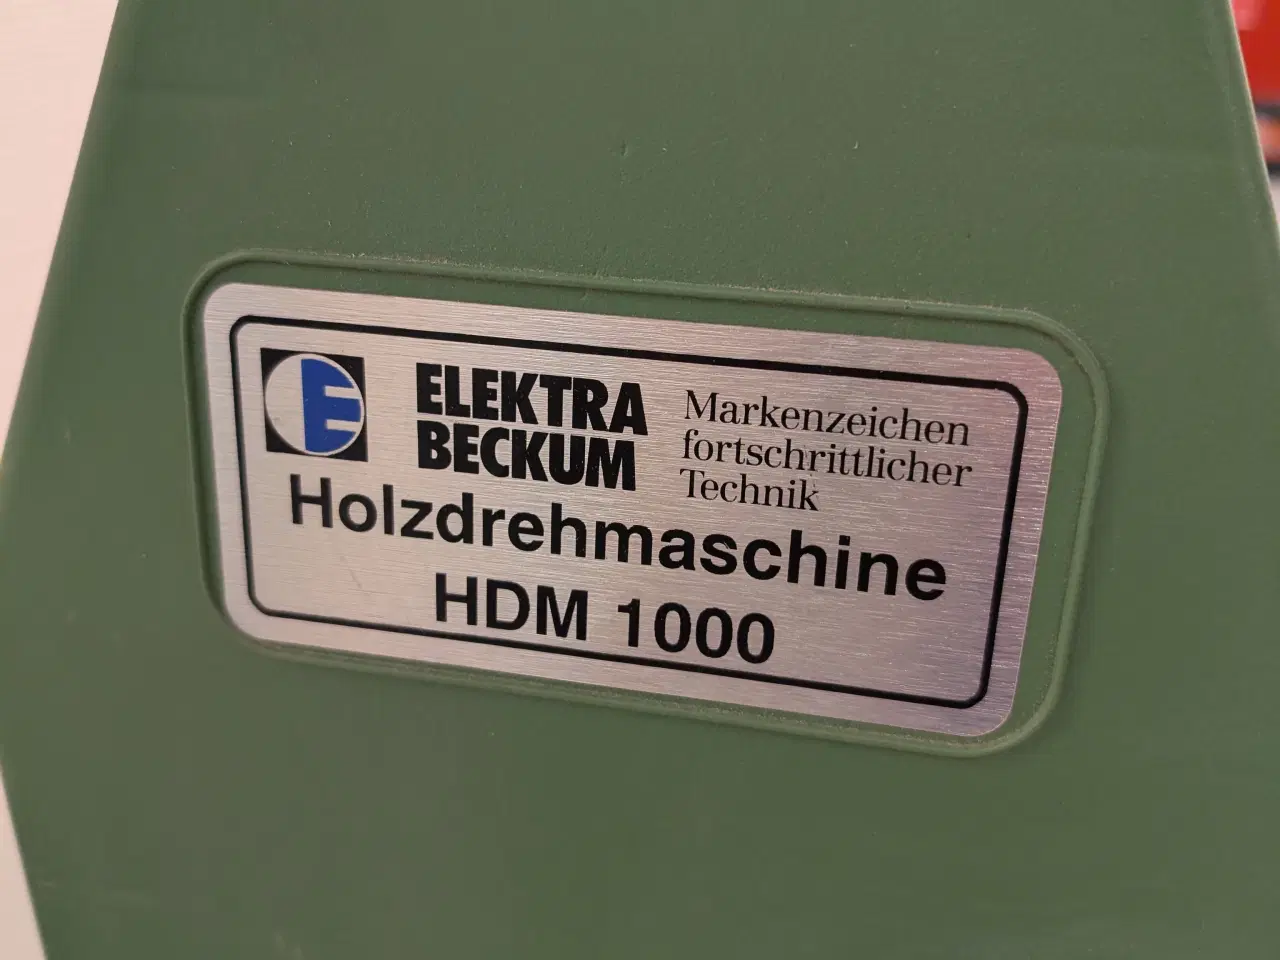 E
ELEKTRA
BECKUM
Markenzeichen
fortschrittlicher
Technik
Holzdrehmaschine
HDM 1000